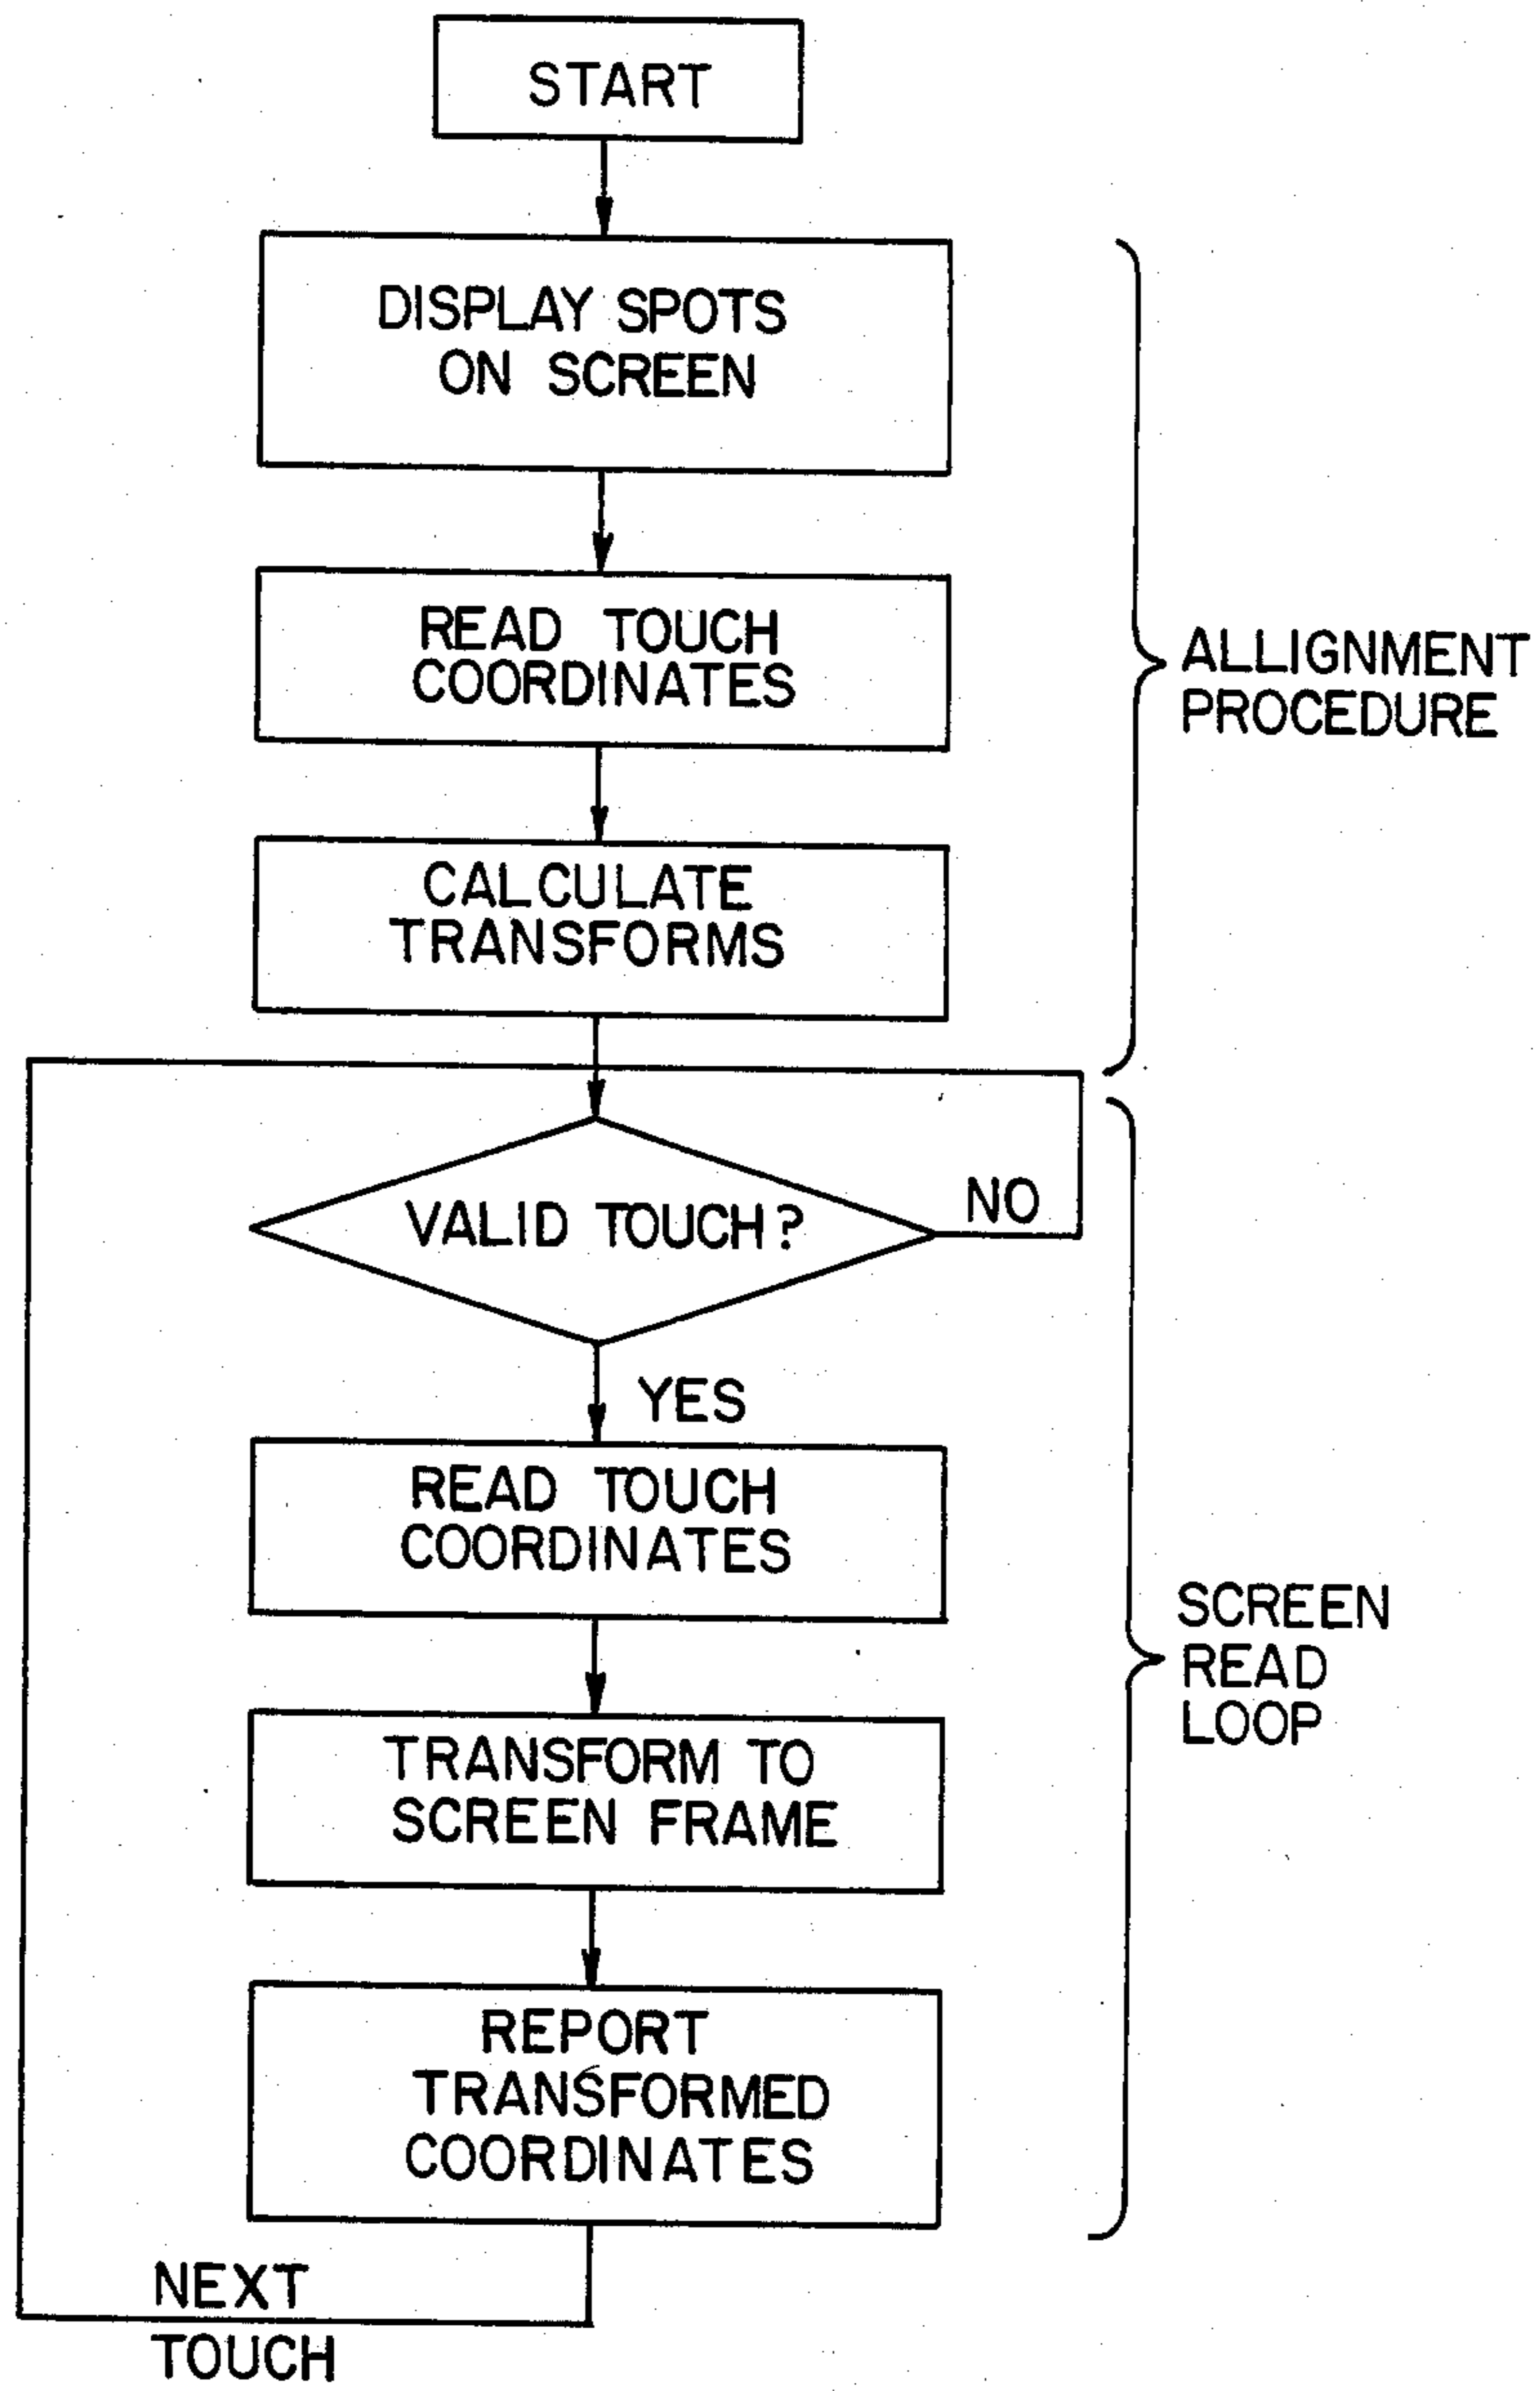 START
DISPLAY SPOTS
ON SCREEN
READ TOUCH
COORDINATES
ALLIGNMENT
PROCEDURE
CALCULATE
TRANSFORMS
VALID TOUCH?
NO
YES
READ TOUCH
COORDINATES
SCREEN
READ
LOOP
TRANSFORM TO
SCREEN FRAME
REPORT
TRANSFORMED
COORDINATES
NEXT
TOUCH